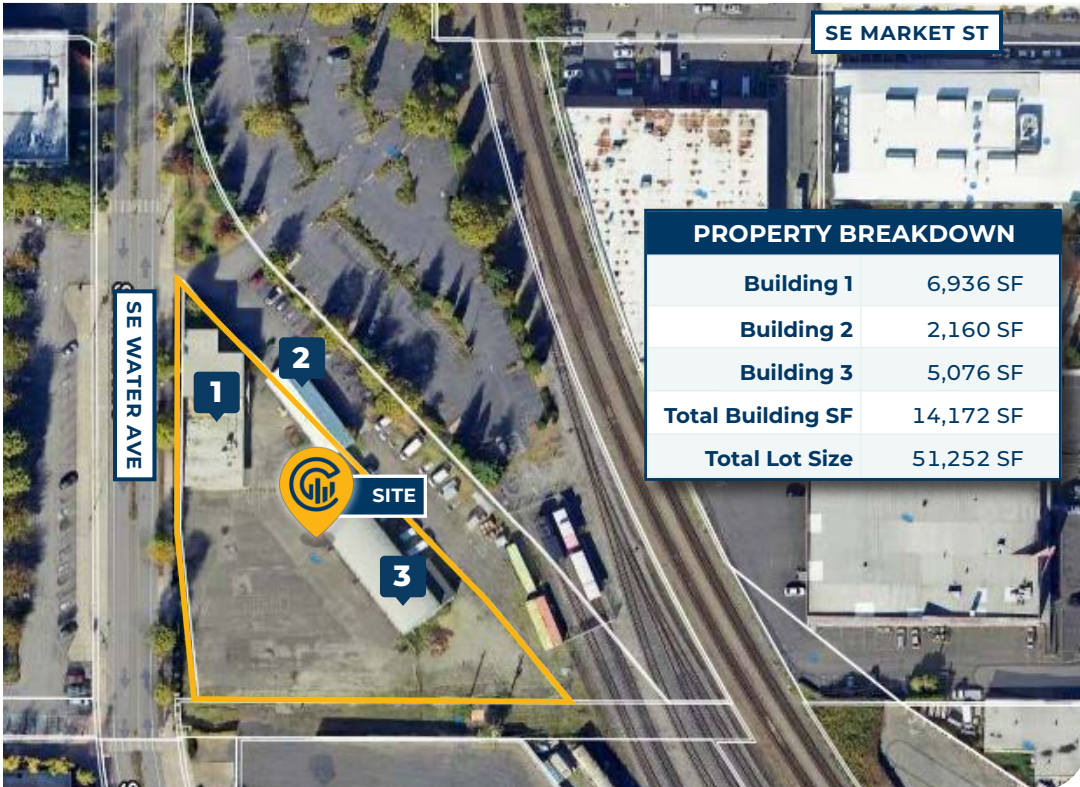 SE MARKET ST
PROPERTY BREAKDOWN
Building 1 6,936 SF
Building 2 2,160 SF
Building 3 5,076 SF
Total Building SF 14,172 SF
Total Lot Size 51,252 SF
SE WATER AVE
1
2
SITE
3